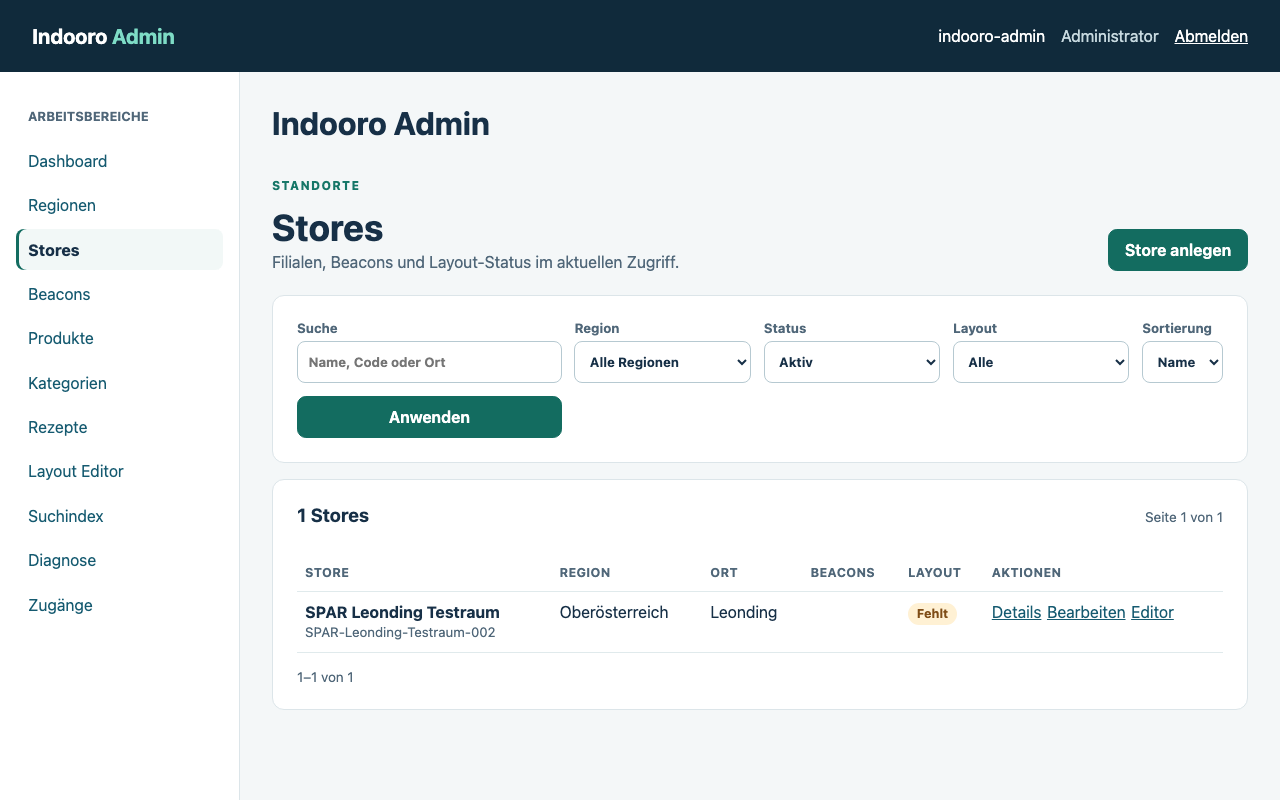 Indooro Admin
indooro-admin Administrator Abmelden
ARBEITSBEREICHE
Dashboard
Regionen
Stores
Beacons
Produkte
Kategorien
Rezepte
Layout Editor
Suchindex
Diagnose
Zugänge
Indooro Admin
STANDORTE
Stores
Filialen, Beacons und Layout-Status im aktuellen Zugriff.
Store anlegen
Suche Region Status Layout Sortierung
Name, Code oder Ort Alle Regionen Aktiv Alle Name
Anwenden
1 Stores
Seite 1 von 1
STORE REGION ORT BEACONS LAYOUT AKTIONEN
SPAR Leonding Testraum Oberösterreich Leonding Fehlt Details Bearbeiten Editor
SPAR-Leonding-Testraum-002
1–1 von 1